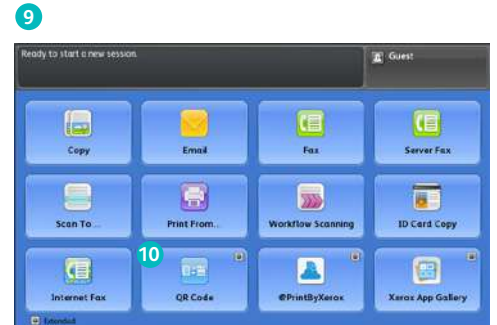 9
Ready to start a new session.
Guest
Copy
Email
Fax
Server Fax
Scan To ...
Print From...
Workflow Scanning
ID Card Copy
10
Internet Fax
QR Code
@PrintByXerox
Xerox App Gallery
Extended